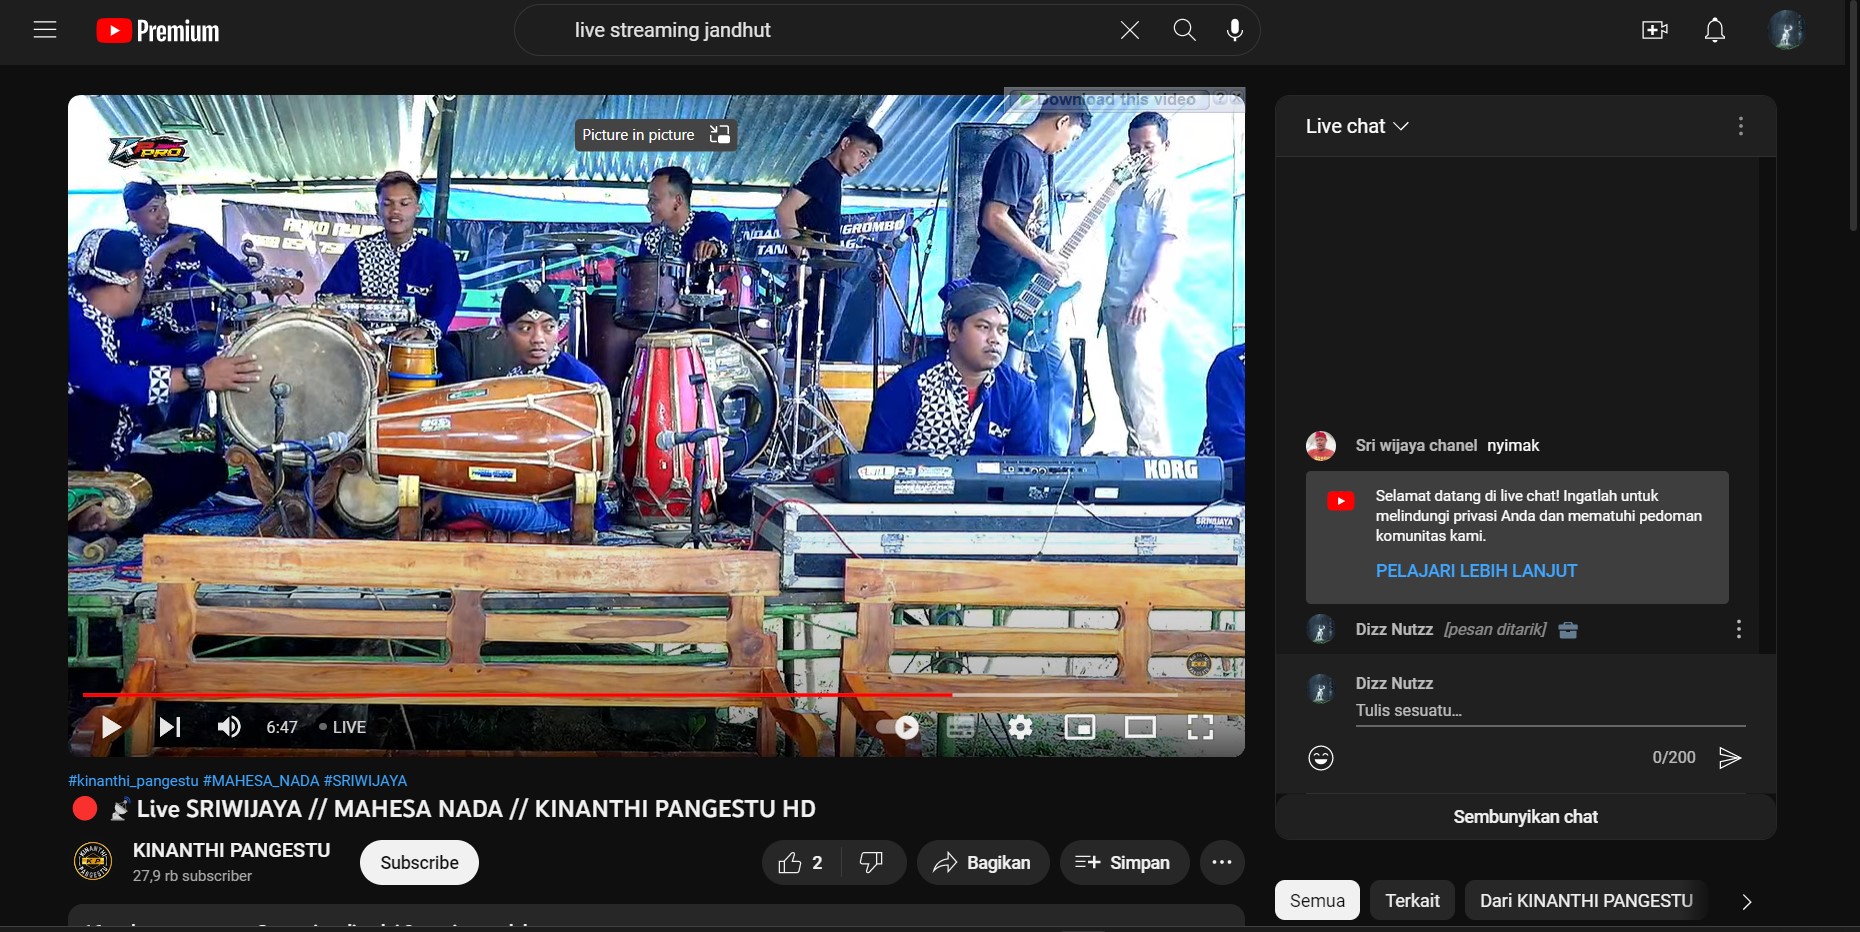 Premium
live streaming jandhut
Download this video
Picture in picture
KP PRO
KORG
SRIWIJAYA
6:47
LIVE
#kinanthi_pangestu #MAHESA_NADA #SRIWIJAYA
Live SRIWIJAYA // MAHESA NADA // KINANTHI PANGESTU HD
KINANTHI PANGESTU
27,9 rb subscriber
Subscribe
2
Bagikan
Simpan
Live chat
Sri wijaya chanel nyimak
Selamat datang di live chat! Ingatlah untuk
melindungi privasi Anda dan mematuhi pedoman
komunitas kami.
PELAJARI LEBIH LANJUT
Dizz Nutzz [pesan ditarik]
Dizz Nutzz
Tulis sesuatu...
0/200
Sembunyikan chat
Semua
Terkait
Dari KINANTHI PANGESTU